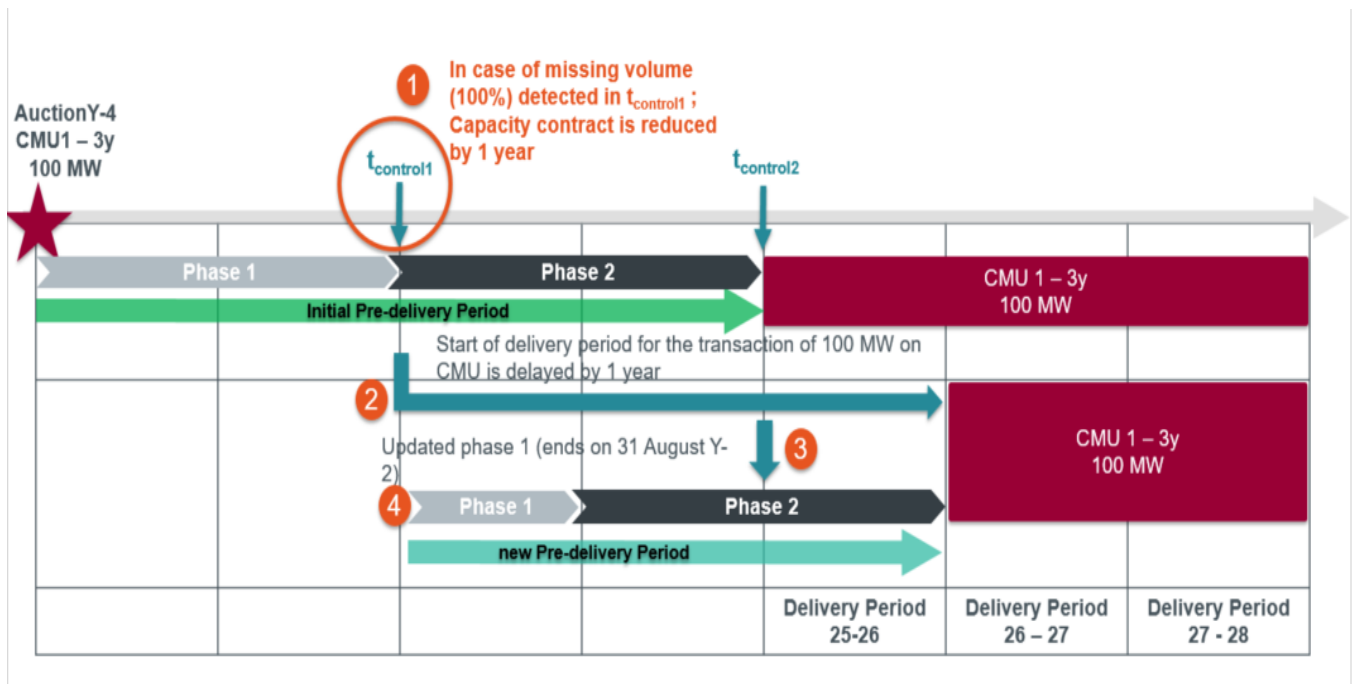 AuctionY-4
CMU1 – 3y
100 MW
1
In case of missing volume
(100%) detected in tcontrol1 ;
Capacity contract is reduced
by 1 year
tcontrol1
tcontrol2
Phase 1
Phase 2
CMU 1 – 3y
100 MW
Initial Pre-delivery Period
Start of delivery period for the transaction of 100 MW on
CMU is delayed by 1 year
2
CMU 1 – 3y
100 MW
Updated phase 1 (ends on 31 August Y-
2)
3
4
Phase 1
Phase 2
new Pre-delivery Period
Delivery Period
25-26
Delivery Period
26 – 27
Delivery Period
27 - 28